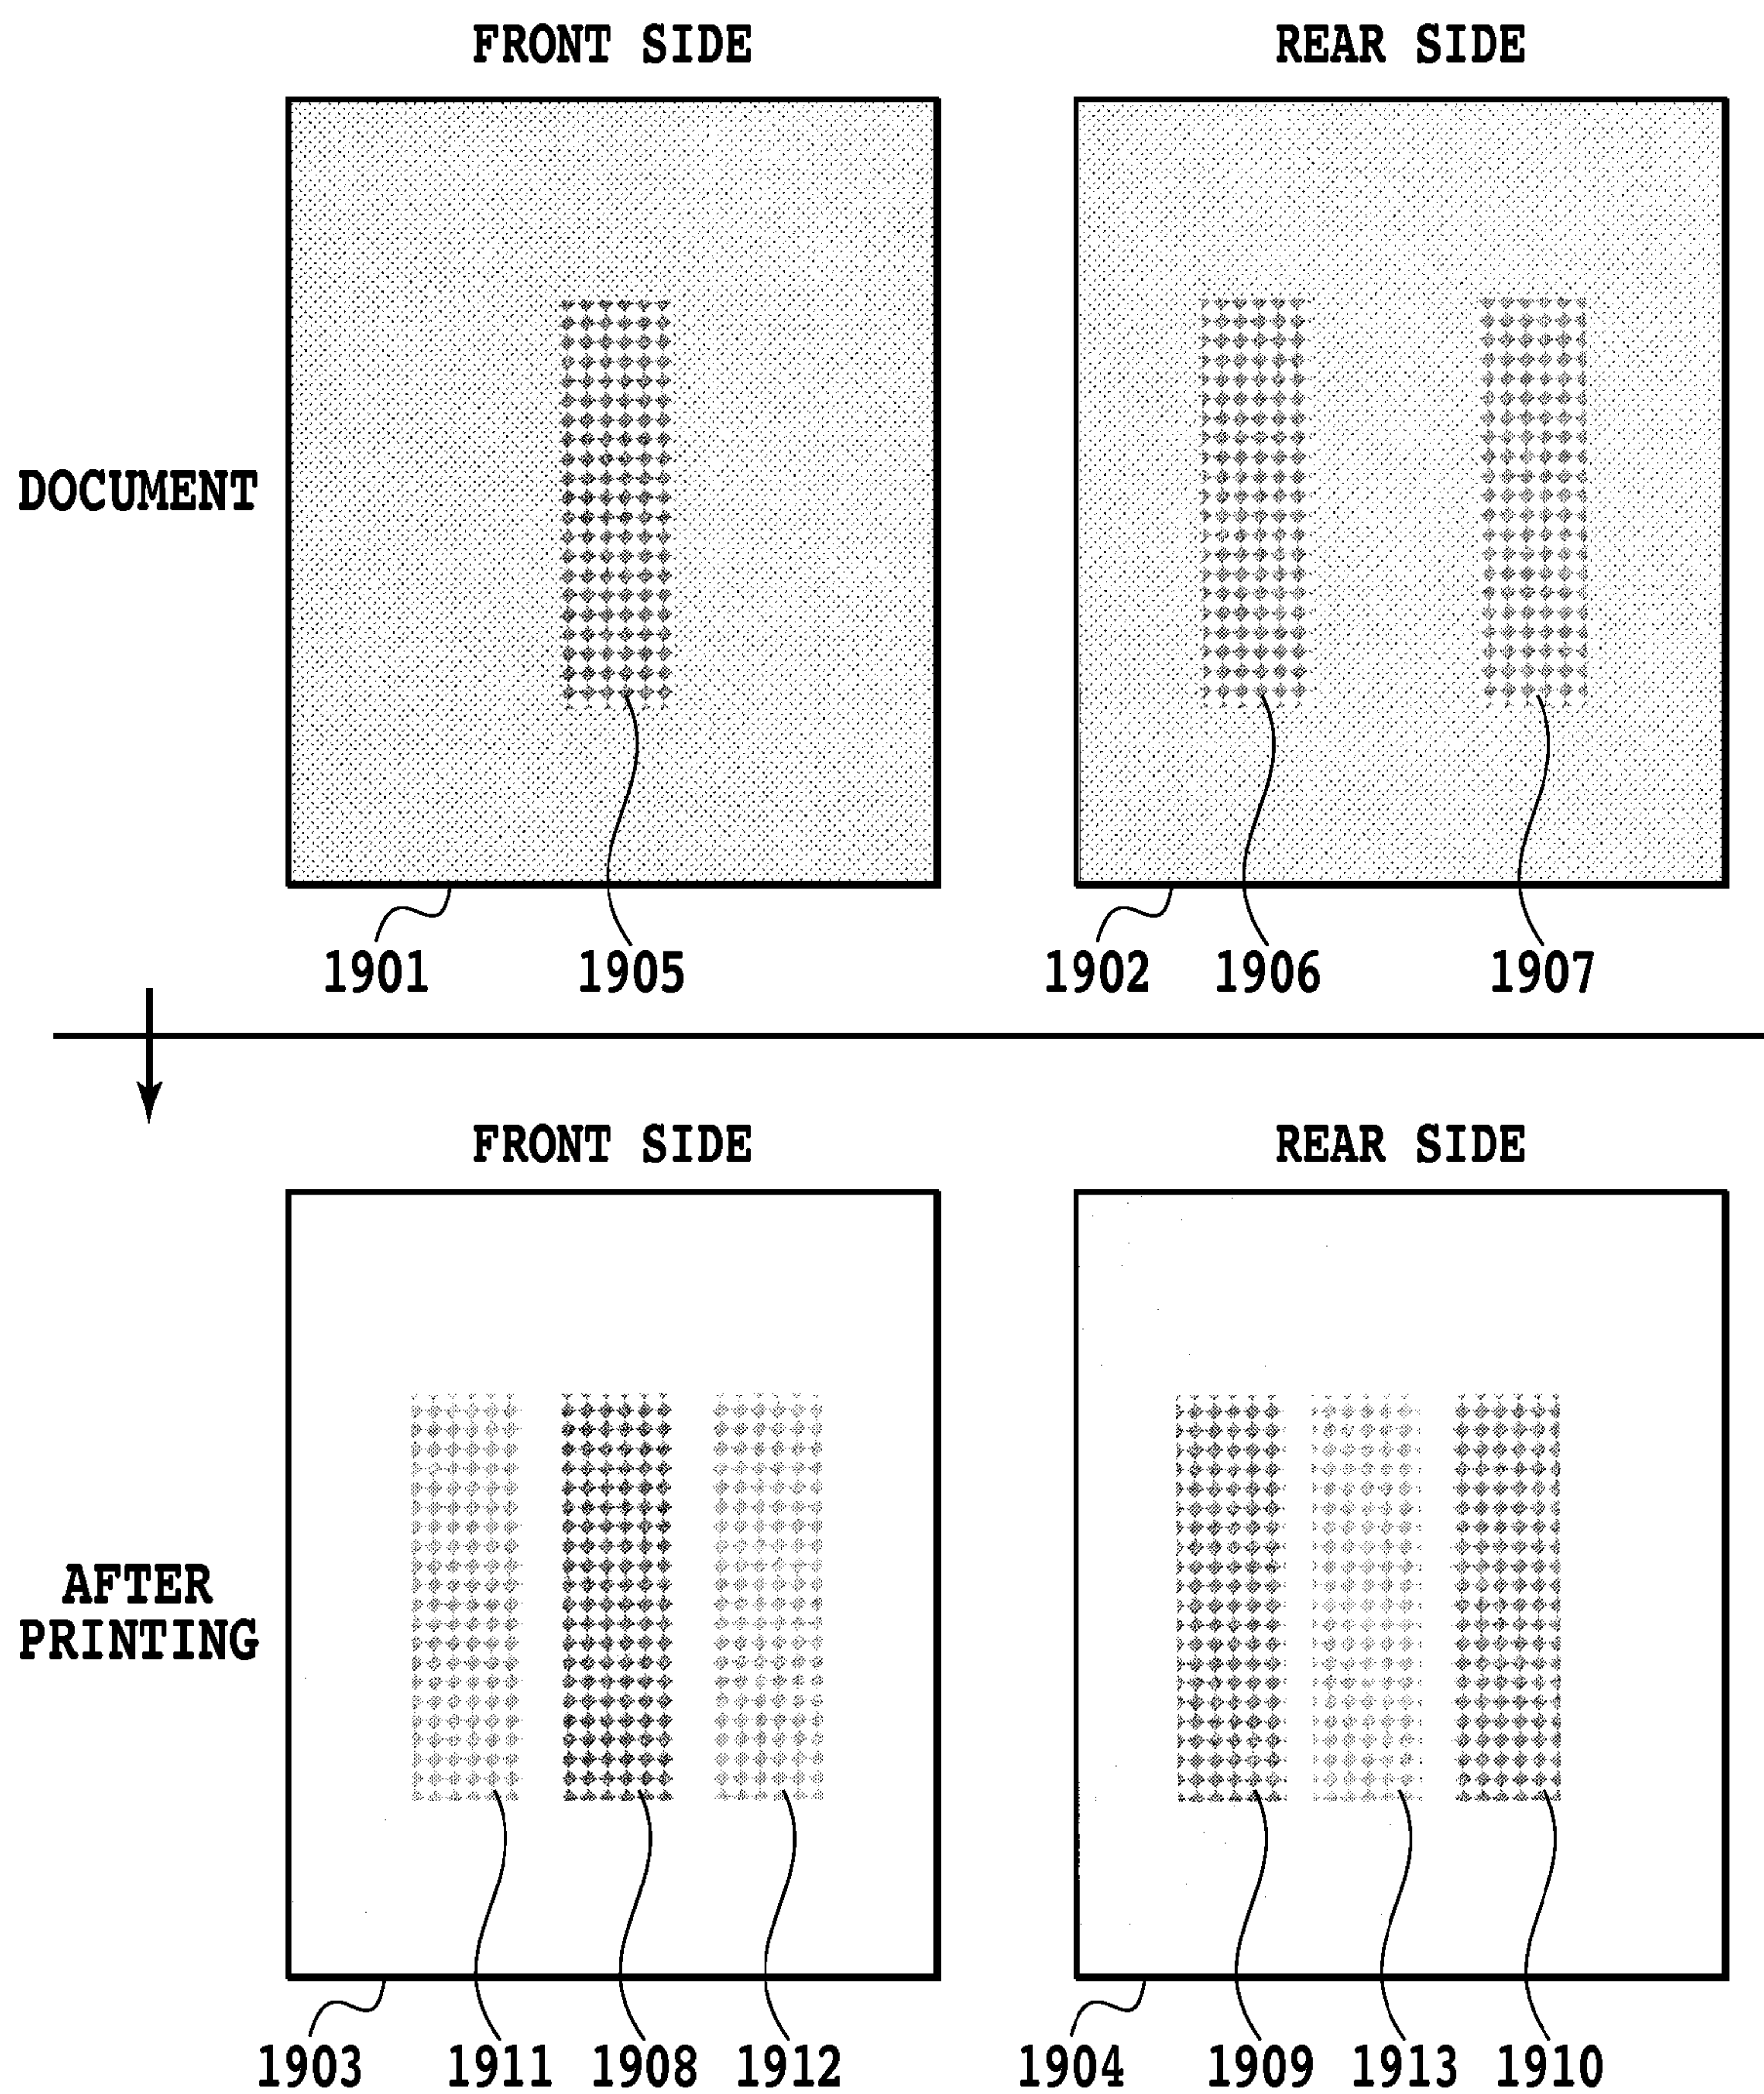 FRONT SIDE
REAR SIDE
DOCUMENT
1901
1905
1902
1906
1907
FRONT SIDE
REAR SIDE
AFTER
PRINTING
1903
1911
1908
1912
1904
1909
1913
1910